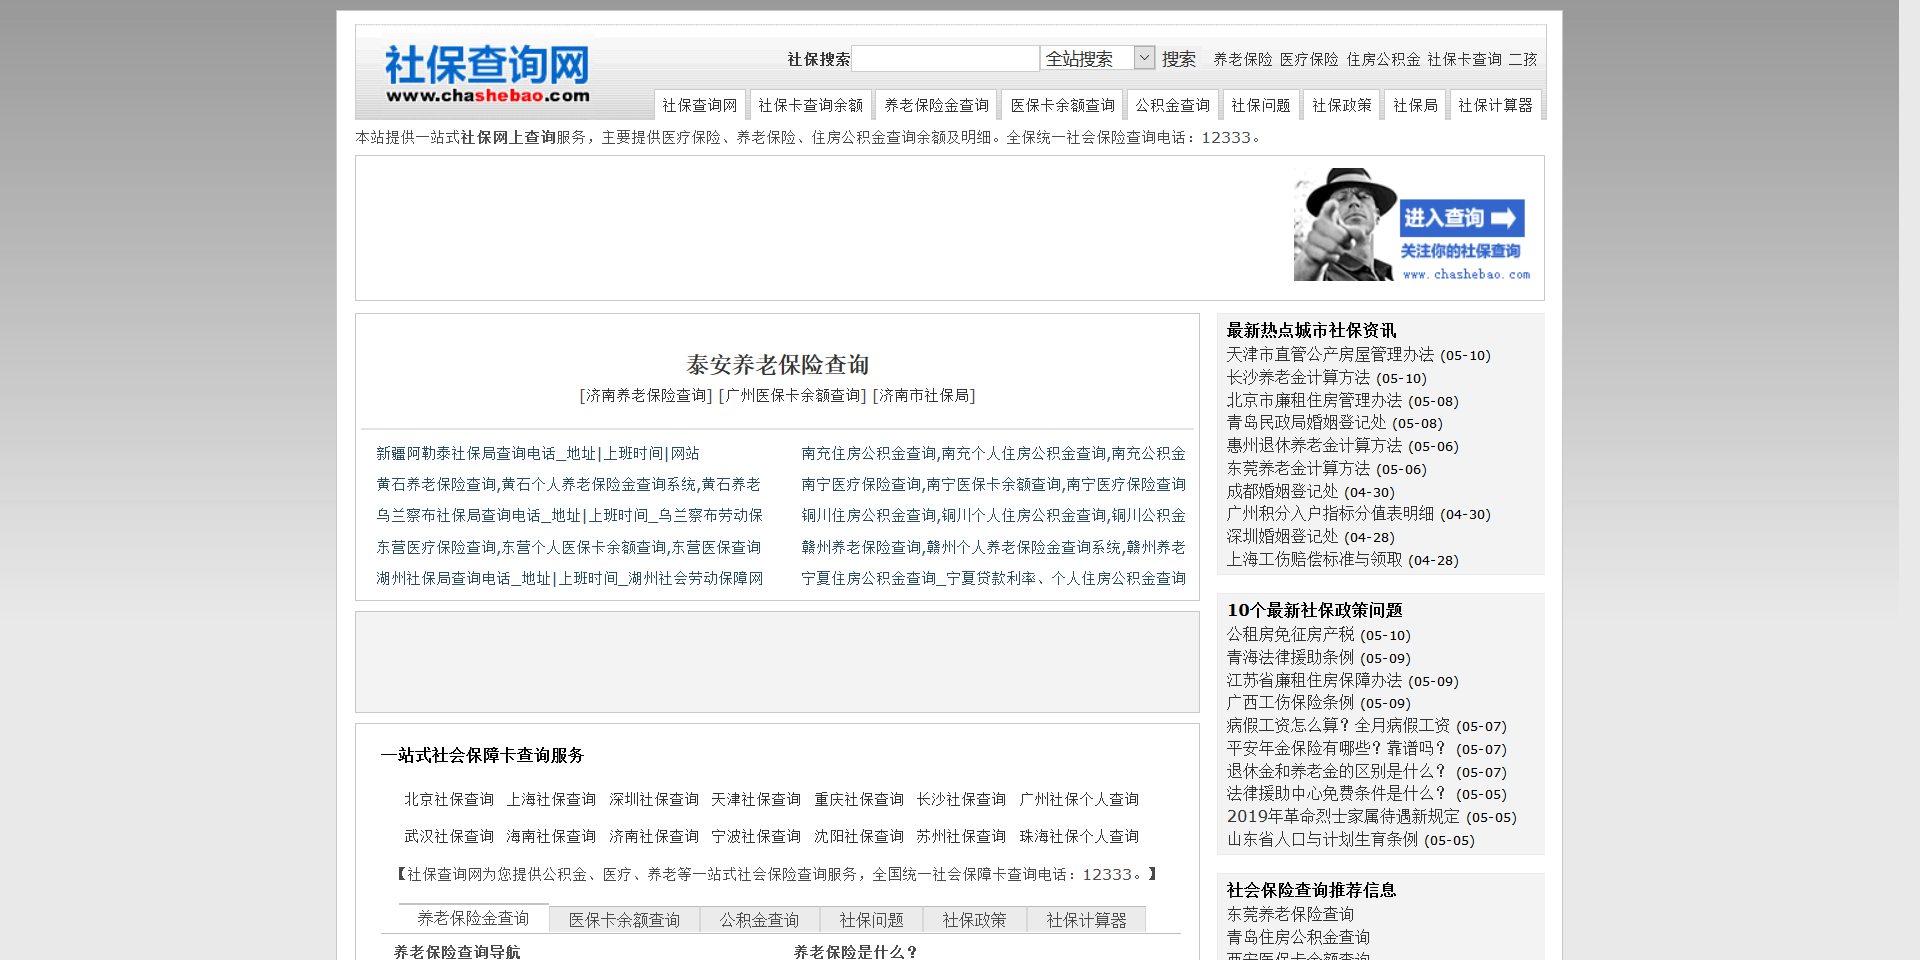 社保查询网
www.chashebao.com
社保搜索 全站搜索 搜索 养老保险 医疗保险 住房公积金 社保卡查询 二孩
社保查询网 社保卡查询余额 养老保险金查询 医保卡余额查询 公积金查询 社保问题 社保政策 社保局 社保计算器
本站提供一站式社保网上查询服务，主要提供医疗保险、养老保险、住房公积金查询余额及明细。全保统一社会保险查询电话：12333。
进入查询
关注你的社保查询
www.chashebao.com
泰安养老保险查询
[济南养老保险查询] [广州医保卡余额查询] [济南市社保局]
新疆阿勒泰社保局查询电话_地址|上班时间|网站
南充住房公积金查询,南充个人住房公积金查询,南充公积金
黄石养老保险查询,黄石个人养老保险金查询系统,黄石养老
南宁医疗保险查询,南宁医保卡余额查询,南宁医疗保险查询
乌兰察布社保局查询电话_地址|上班时间_乌兰察布劳动保
铜川住房公积金查询,铜川个人住房公积金查询,铜川公积金
东营医疗保险查询,东营个人医保卡余额查询,东营医保查询
赣州养老保险查询,赣州个人养老保险金查询系统,赣州养老
湖州社保局查询电话_地址|上班时间_湖州社会劳动保障网
宁夏住房公积金查询_宁夏贷款利率、个人住房公积金查询
一站式社会保障卡查询服务
北京社保查询 上海社保查询 深圳社保查询 天津社保查询 重庆社保查询 长沙社保查询 广州社保个人查询
武汉社保查询 海南社保查询 济南社保查询 宁波社保查询 沈阳社保查询 苏州社保查询 珠海社保个人查询
【社保查询网为您提供公积金、医疗、养老等一站式社会保险查询服务，全国统一社会保障卡查询电话：12333。】
养老保险金查询 医保卡余额查询 公积金查询 社保问题 社保政策 社保计算器
养老保险查询导航 养老保险是什么？
最新热点城市社保资讯
天津市直管公产房屋管理办法 (05-10)
长沙养老金计算方法 (05-10)
北京市廉租住房管理办法 (05-08)
青岛民政局婚姻登记处 (05-08)
惠州退休养老金计算方法 (05-06)
东莞养老金计算方法 (05-06)
成都婚姻登记处 (04-30)
广州积分入户指标分值表明细 (04-30)
深圳婚姻登记处 (04-28)
上海工伤赔偿标准与领取 (04-28)
10个最新社保政策问题
公租房免征房产税 (05-10)
青海法律援助条例 (05-09)
江苏省廉租住房保障办法 (05-09)
广西工伤保险条例 (05-09)
病假工资怎么算？全月病假工资 (05-07)
平安年金保险有哪些？靠谱吗？ (05-07)
退休金和养老金的区别是什么？ (05-07)
法律援助中心免费条件是什么？ (05-05)
2019年革命烈士家属待遇新规定 (05-05)
山东省人口与计划生育条例 (05-05)
社会保险查询推荐信息
东莞养老保险查询
青岛住房公积金查询
西安医保卡余额查询